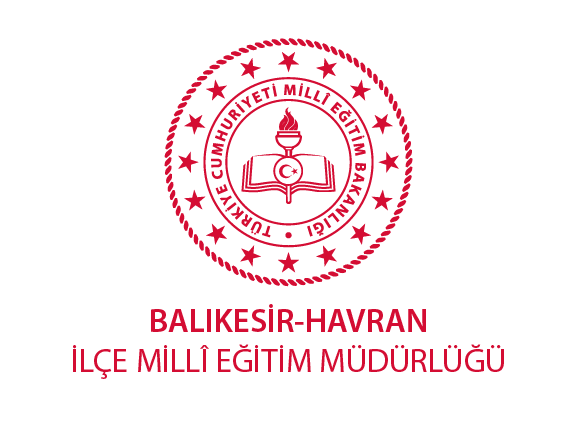 TÜRKİYE CUMHURİYETİ MİLLÎ EĞİTİM BAKANLIĞI
BALIKESİR-HAVRAN
İLÇE MİLLÎ EĞİTİM MÜDÜRLÜĞÜ